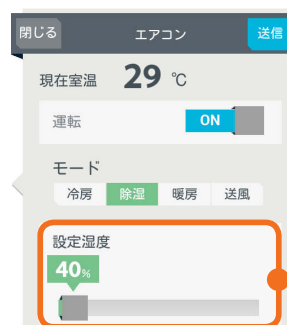 閉じる エアコン 送信
現在室温 29 ℃
運転 ON
モード
冷房 除湿 暖房 送風
設定湿度
40%